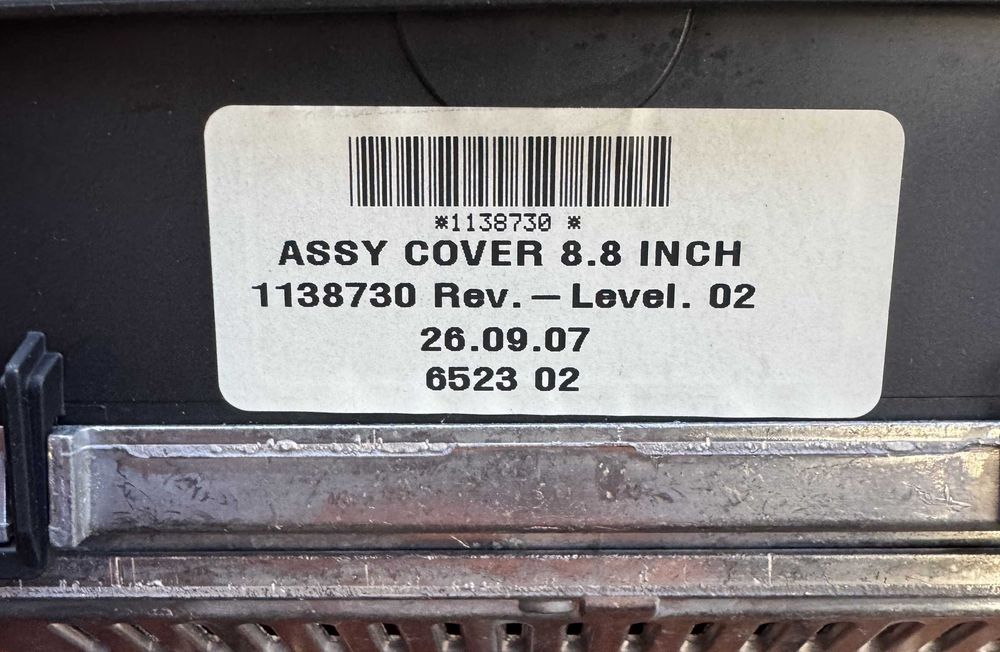 *1138730 *
ASSY COVER 8.8 INCH
1138730 Rev. — Level. 02
26.09.07
6523 02